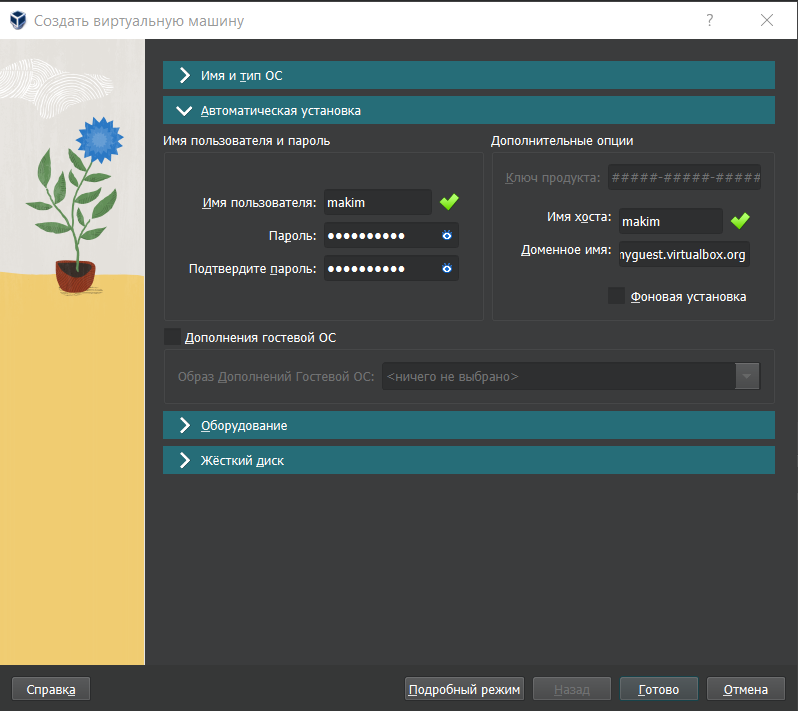 Создать виртуальную машину
?
Имя и тип ОС
Автоматическая установка
Имя пользователя и пароль
Имя пользователя: makim
Пароль: ●●●●●●●●●●
Подтвердите пароль: ●●●●●●●●●●
Дополнительные опции
Ключ продукта: #####-#####-#####
Имя хоста: makim
Доменное имя: myguest.virtualbox.org
Фоновая установка
Дополнения гостевой ОС
Образ Дополнений Гостевой ОС: <ничего не выбрано>
Оборудование
Жёсткий диск
Справка
Подробный режим
Назад
Готово
Отмена